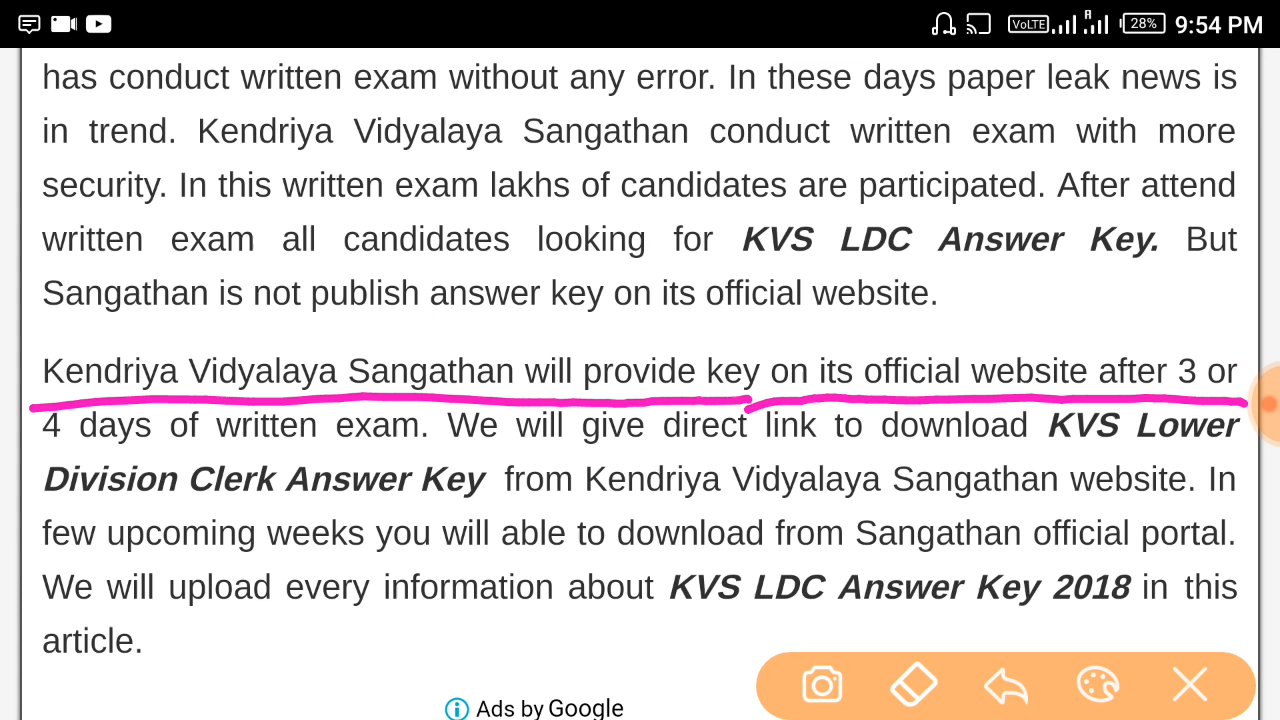 VoLTE R 28% 9:54 PM
has conduct written exam without any error. In these days paper leak news is
in trend. Kendriya Vidyalaya Sangathan conduct written exam with more
security. In this written exam lakhs of candidates are participated. After attend
written exam all candidates looking for KVS LDC Answer Key. But
Sangathan is not publish answer key on its official website.
Kendriya Vidyalaya Sangathan will provide key on its official website after 3 or
4 days of written exam. We will give direct link to download KVS Lower
Division Clerk Answer Key from Kendriya Vidyalaya Sangathan website. In
few upcoming weeks you will able to download from Sangathan official portal.
We will upload every information about KVS LDC Answer Key 2018 in this
article.
Ads by Google